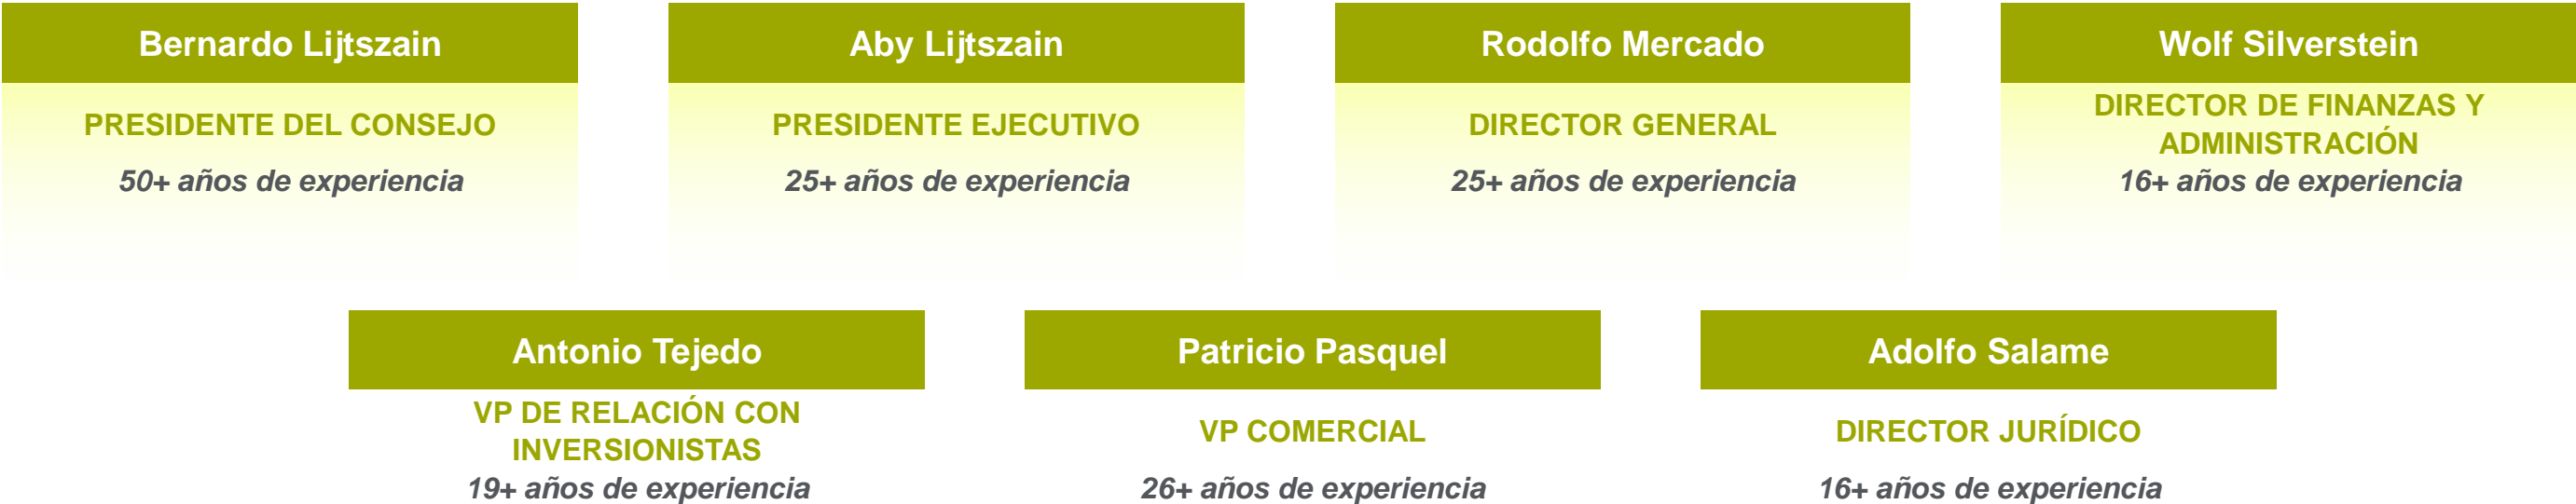 Bernardo Lijtszain
PRESIDENTE DEL CONSEJO
50+ años de experiencia
Aby Lijtszain
PRESIDENTE EJECUTIVO
25+ años de experiencia
Rodolfo Mercado
DIRECTOR GENERAL
25+ años de experiencia
Wolf Silverstein
DIRECTOR DE FINANZAS Y
ADMINISTRACIÓN
16+ años de experiencia
Antonio Tejedo
VP DE RELACIÓN CON
INVERSIONISTAS
19+ años de experiencia
Patricio Pasquel
VP COMERCIAL
26+ años de experiencia
Adolfo Salame
DIRECTOR JURÍDICO
16+ años de experiencia